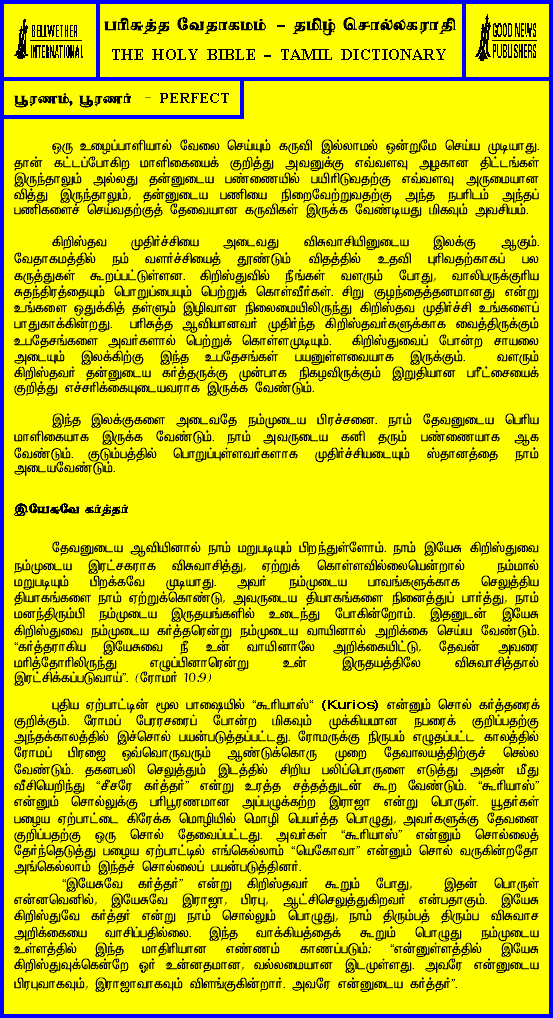 BELLWETHER
INTERNATIONAL
பரிசுத்த வேதாகமம் - தமிழ் சொல்லகராதி
THE HOLY BIBLE - TAMIL DICTIONARY
GOOD NEWS
PUBLISHERS
பூரணம், பூரணர் - PERFECT
ஒரு உழைப்பாளியால் வேலை செய்யும் கருவி இல்லாமல் ஒன்றுமே செய்ய முடியாது.
தான் கட்டப்போகிற மாளிகையைக் குறித்து அவனுக்கு எவ்வளவு அழகான திட்டங்கள்
இருந்தாலும் அல்லது தன்னுடைய பண்ணையில் பயிரிடுவதற்கு எவ்வளவு அருமையான
வித்து இருந்தாலும், தன்னுடைய பணியை நிறைவேற்றுவதற்கு அந்த நபரிடம் அந்தப்
பணிகளைச் செய்வதற்குத் தேவையான கருவிகள் இருக்க வேண்டியது மிகவும் அவசியம்.
கிறிஸ்தவ முதிர்ச்சியை அடைவது விசுவாசியினுடைய இலக்கு ஆகும்.
வேதாகமத்தில் நம் வளர்ச்சியைத் தூண்டும் விதத்தில் உதவி புரிவதற்காகப் பல
கருத்துகள் கூறப்பட்டுள்ளன. கிறிஸ்துவில் நீங்கள் வளரும் போது, வாலிபருக்குரிய
சுதந்திரத்தையும் பொறுப்பையும் பெற்றுக் கொள்வீர்கள். சிறு குழந்தைத்தனமானது என்று
உங்களை ஒதுக்கித் தள்ளும் இழிவான நிலைமையிலிருந்து கிறிஸ்தவ முதிர்ச்சி உங்களைப்
பாதுகாக்கின்றது. பரிசுத்த ஆவியானவர் முதிர்ந்த கிறிஸ்தவர்களுக்காக வைத்திருக்கும்
உபதேசங்களை அவர்களால் பெற்றுக் கொள்ளமுடியும். கிறிஸ்துவைப் போன்ற சாயலை
அடையும் இலக்கிற்கு இந்த உபதேசங்கள் பயனுள்ளவையாக இருக்கும். வளரும்
கிறிஸ்தவர் தன்னுடைய கர்த்தருக்கு முன்பாக நிகழவிருக்கும் இறுதியான பரீட்சையைக்
குறித்து எச்சரிக்கையுடையவராக இருக்க வேண்டும்.
இந்த இலக்குகளை அடைவதே நம்முடைய பிரச்சனை. நாம் தேவனுடைய பெரிய
மாளிகையாக இருக்க வேண்டும். நாம் அவருடைய கனி தரும் பண்ணையாக ஆக
வேண்டும். குடும்பத்தில் பொறுப்புள்ளவர்களாக முதிர்ச்சியடையும் ஸ்தானத்தை நாம்
அடையவேண்டும்.
இயேசுவே கர்த்தர்
தேவனுடைய ஆவியினால் நாம் மறுபடியும் பிறந்துள்ளோம். நாம் இயேசு கிறிஸ்துவை
நம்முடைய இரட்சகராக விசுவாசித்து, ஏற்றுக் கொள்ளவில்லையென்றால் நம்மால்
மறுபடியும் பிறக்கவே முடியாது. அவர் நம்முடைய பாவங்களுக்காக செலுத்திய
தியாகங்களை நாம் ஏற்றுக்கொண்டு, அவருடைய தியாகங்களை நினைத்துப் பார்த்து, நாம்
மனந்திரும்பி நம்முடைய இருதயங்களில் உடைந்து போகின்றோம். இதனுடன் இயேசு
கிறிஸ்துவை நம்முடைய கர்த்தரென்று நம்முடைய வாயினால் அறிக்கை செய்ய வேண்டும்.
“கர்த்தராகிய இயேசுவை நீ உன் வாயினாலே அறிக்கையிட்டு, தேவன் அவரை
மரித்தோரிலிருந்து எழுப்பினாரென்று உன் இருதயத்திலே விசுவாசித்தால்
இரட்சிக்கப்படுவாய்”. (ரோமர் 10:9)
புதிய ஏற்பாட்டின் மூல பாஷையில் “கூரியாஸ்“ (Kurios) என்னும் சொல் கர்த்தரைக்
குறிக்கும். ரோமப் பேரரசரைப் போன்ற மிகவும் முக்கியமான நபரைக் குறிப்பதற்கு
அந்தக்காலத்தில் இச்சொல் பயன்படுத்தப்பட்டது. ரோமருக்கு நிருபம் எழுதப்பட்ட காலத்தில்
ரோமப் பிரஜை ஒவ்வொருவரும் ஆண்டுக்கொரு முறை தேவாலயத்திற்குச் செல்ல
வேண்டும். தகனபலி செலுத்தும் இடத்தில் சிறிய பலிப்பொருளை எடுத்து அதன் மீது
வீசியெறிந்து “சீசரே கர்த்தர்” என்று உரத்த சத்தத்துடன் கூற வேண்டும். “கூரியாஸ்”
என்னும் சொல்லுக்கு பரிபூரணமான அப்பழுக்கற்ற இராஜா என்று பொருள். யூதர்கள்
பழைய ஏற்பாட்டை கிரேக்க மொழியில் மொழி பெயர்த்த பொழுது, அவர்களுக்கு தேவனை
குறிப்பதற்கு ஒரு சொல் தேவைப்பட்டது. அவர்கள் “கூரியாஸ்” என்னும் சொல்லைத்
தேர்ந்தெடுத்து பழைய ஏற்பாட்டில் எங்கெல்லாம் “யெகோவா” என்னும் சொல் வருகின்றதோ
அங்கெல்லாம் இந்தச் சொல்லைப் பயன்படுத்தினர்.
“இயேசுவே கர்த்தர்” என்று கிறிஸ்தவர் கூறும் போது, இதன் பொருள்
என்னவெனில், இயேசுவே இராஜா, பிரபு, ஆட்சிசெலுத்துகிறவர் என்பதாகும். இயேசு
கிறிஸ்துவே கர்த்தர் என்று நாம் சொல்லும் பொழுது, நாம் திரும்பத் திரும்ப விசுவாச
அறிக்கையை வாசிப்பதில்லை. இந்த வாக்கியத்தைக் கூறும் பொழுது நம்முடைய
உள்ளத்தில் இந்த மாதிரியான எண்ணம் காணப்படும்; “என்னுள்ளத்தில் இயேசு
கிறிஸ்துவுக்கென்றே ஓர் உன்னதமான, வல்லமையான இடமுள்ளது. அவரே என்னுடைய
பிரபுவாகவும், இராஜாவாகவும் விளங்குகின்றார். அவரே என்னுடைய கர்த்தர்”.